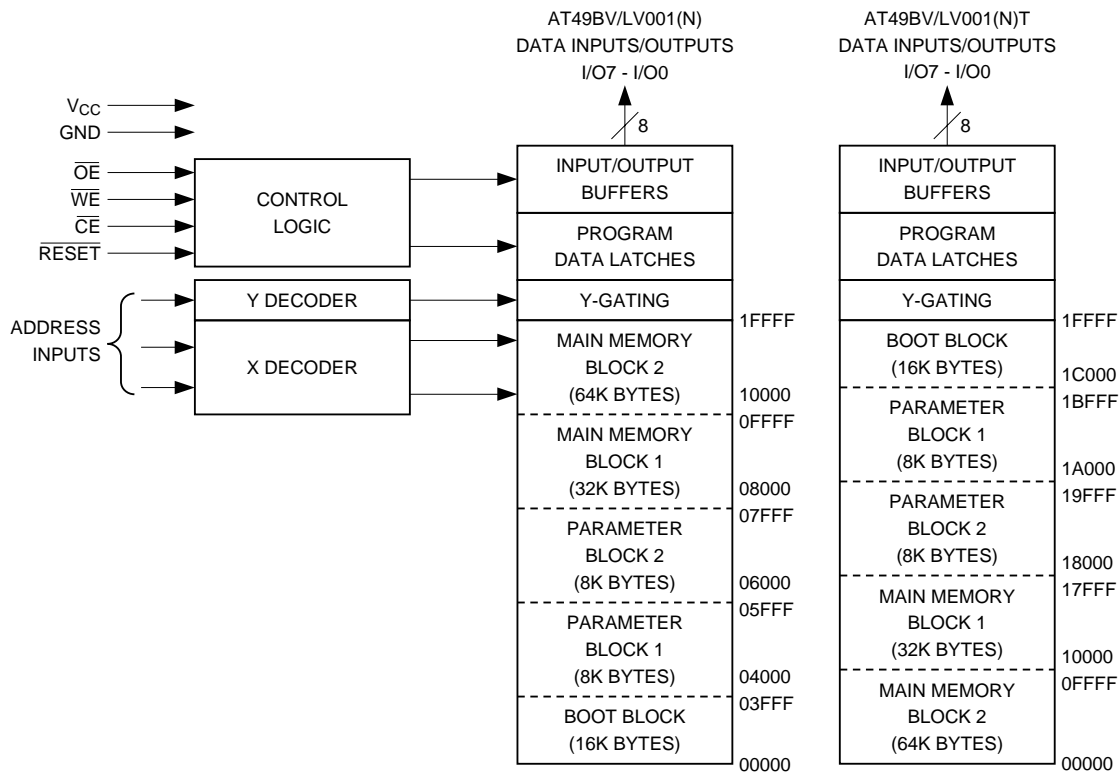 AT49BV/LV001(N)
DATA INPUTS/OUTPUTS
I/O7 - I/O0
8
AT49BV/LV001(N)T
DATA INPUTS/OUTPUTS
I/O7 - I/O0
8
VCC
GND
OE
WE
CE
RESET
ADDRESS
INPUTS
CONTROL
LOGIC
Y DECODER
X DECODER
INPUT/OUTPUT
BUFFERS
PROGRAM
DATA LATCHES
Y-GATING
1FFFF
MAIN MEMORY
BLOCK 2
(64K BYTES)
10000
0FFFF
MAIN MEMORY
BLOCK 1
(32K BYTES)
08000
07FFF
PARAMETER
BLOCK 2
(8K BYTES)
06000
05FFF
PARAMETER
BLOCK 1
(8K BYTES)
04000
03FFF
BOOT BLOCK
(16K BYTES)
00000
INPUT/OUTPUT
BUFFERS
PROGRAM
DATA LATCHES
Y-GATING
1FFFF
BOOT BLOCK
(16K BYTES)
1C000
1BFFF
PARAMETER
BLOCK 1
(8K BYTES)
1A000
19FFF
PARAMETER
BLOCK 2
(8K BYTES)
18000
17FFF
MAIN MEMORY
BLOCK 1
(32K BYTES)
10000
0FFFF
MAIN MEMORY
BLOCK 2
(64K BYTES)
00000